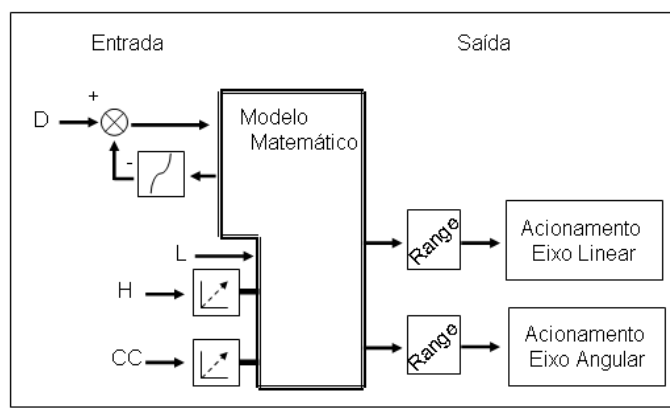 Entrada
Saída
+
D
-
Modelo
Matemático
L
H
CC
Range
Acionamento
Eixo Linear
Range
Acionamento
Eixo Angular